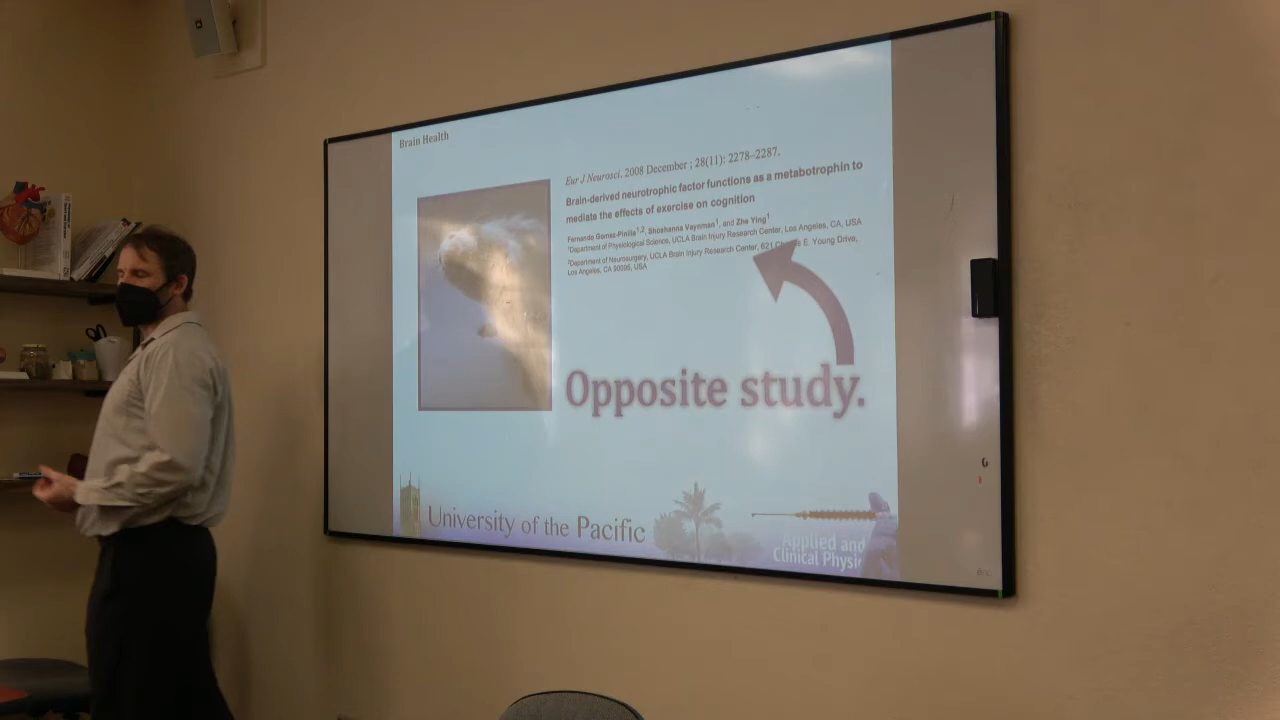 Brain Health
Eur J Neurosci. 2008 December ; 28(11): 2278–2287.
Brain-derived neurotrophic factor functions as a metabotrophin to
mediate the effects of exercise on cognition
Fernando Gomez-Pinilla1,2, Shoshanna Vaynman1, and Zhe Ying1
1Department of Physiological Science, UCLA Brain Injury Research Center, Los Angeles, CA, USA
2Department of Neurosurgery, UCLA Brain Injury Research Center, 621 E. Young Drive,
Los Angeles, CA 90095, USA
Opposite study.
University of the Pacific
Applied and
Clinical Physi